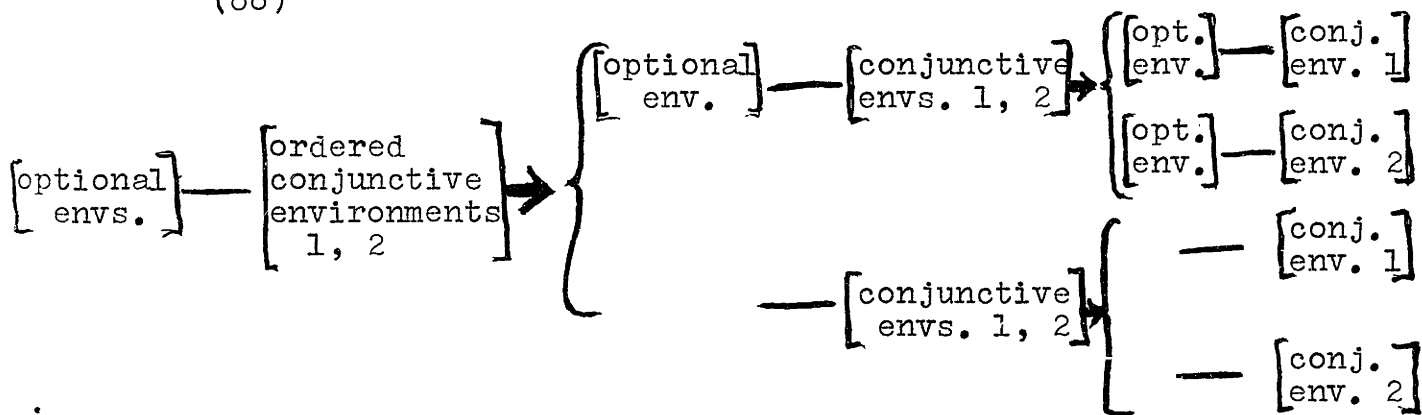 (88)
[optional envs.] — [ordered conjunctive environments 1, 2] →
[optional env.] — [conjunctive envs. 1, 2] →
[opt. env.] — [conj. env. 1]
[opt. env.] — [conj. env. 2]
— [conjunctive envs. 1, 2] →
— [conj. env. 1]
— [conj. env. 2]